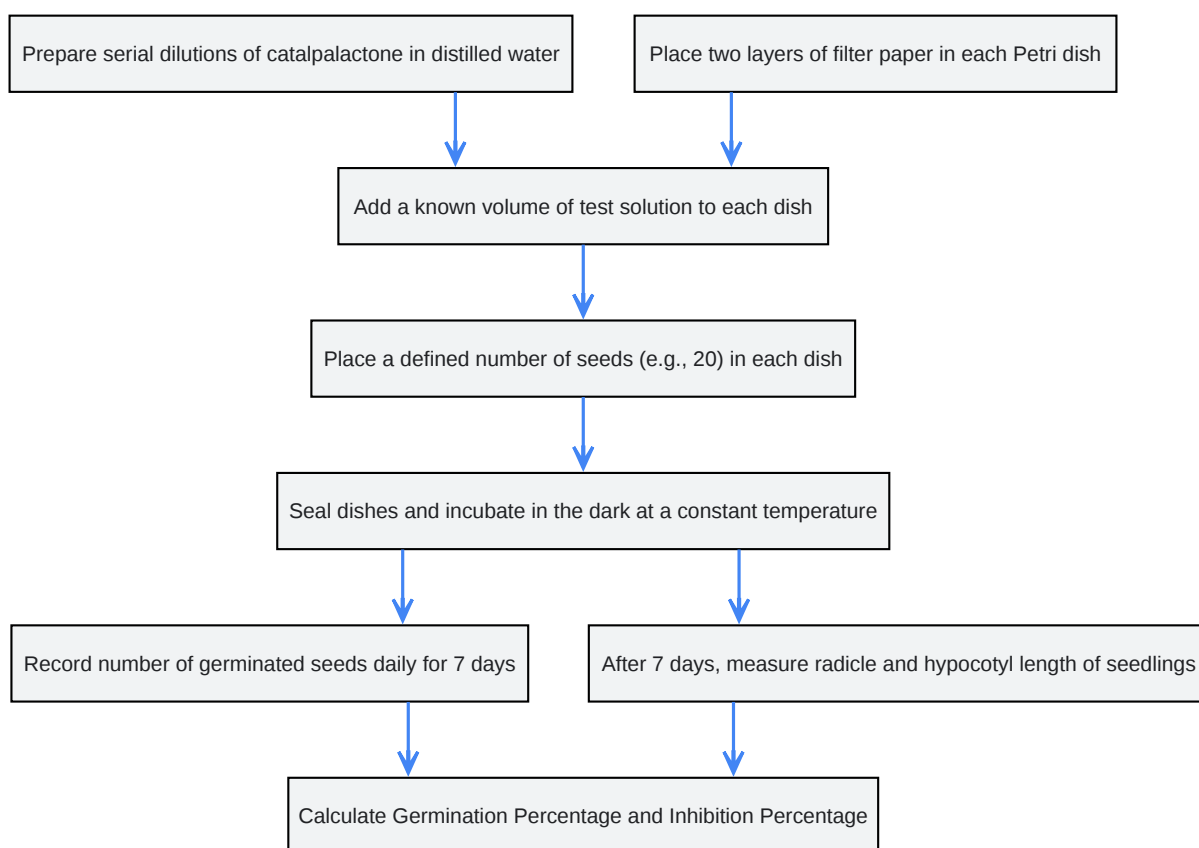 Prepare serial dilutions of catalpalactone in distilled water
Place two layers of filter paper in each Petri dish
Add a known volume of test solution to each dish
Place a defined number of seeds (e.g., 20) in each dish
Seal dishes and incubate in the dark at a constant temperature
Record number of germinated seeds daily for 7 days
After 7 days, measure radicle and hypocotyl length of seedlings
Calculate Germination Percentage and Inhibition Percentage